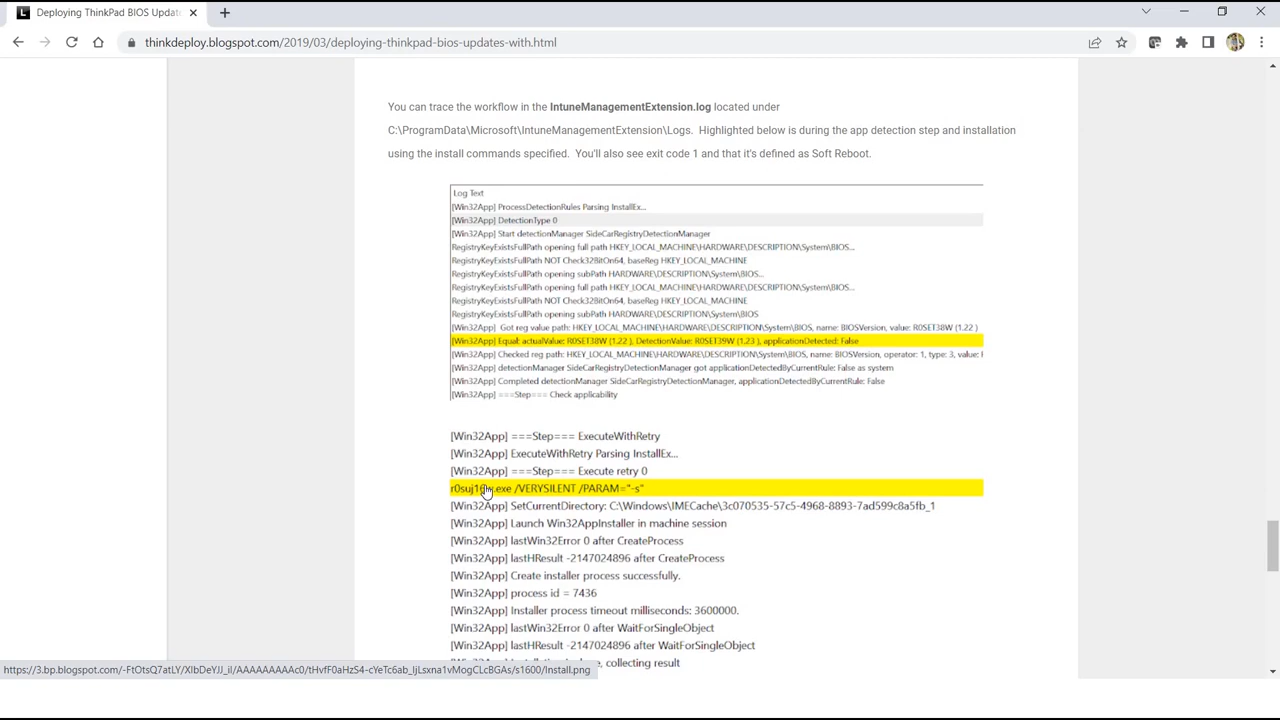 Deploying ThinkPad BIOS Updat
thinkdeploy.blogspot.com/2019/03/deploying-thinkpad-bios-updates-with.html
You can trace the workflow in the IntuneManagementExtension.log located under
C:\ProgramData\Microsoft\IntuneManagementExtension\Logs. Highlighted below is during the app detection step and installation
using the install commands specified. You'll also see exit code 1 and that it's defined as Soft Reboot.
Log Text
[Win32App] ProcessDetectionRules Parsing InstallEx...
[Win32App] DetectionType 0
[Win32App] Start detectionManager SideCarRegistryDetectionManager
RegistryKeyExistsFullPath opening full path HKEY_LOCAL_MACHINE\HARDWARE\DESCRIPTION\System\BIOS...
RegistryKeyExistsFullPath NOT Check32BitOn64, baseReg HKEY_LOCAL_MACHINE
RegistryKeyExistsFullPath opening subPath HARDWARE\DESCRIPTION\System\BIOS...
RegistryKeyExistsFullPath opening full path HKEY_LOCAL_MACHINE\HARDWARE\DESCRIPTION\System\BIOS...
RegistryKeyExistsFullPath NOT Check32BitOn64, baseReg HKEY_LOCAL_MACHINE
RegistryKeyExistsFullPath opening subPath HARDWARE\DESCRIPTION\System\BIOS
[Win32App] Got reg value path: HKEY_LOCAL_MACHINE\HARDWARE\DESCRIPTION\System\BIOS, name: BIOSVersion, value: R0SET38W (1.22 )
[Win32App] Equal: actualValue: R0SET38W (1.22 ), DetectionValue: R0SET39W (1.23 ), applicationDetected: False
[Win32App] Checked reg path: HKEY_LOCAL_MACHINE\HARDWARE\DESCRIPTION\System\BIOS, name: BIOSVersion, operator: 1, type: 3, value:
[Win32App] detectionManager SideCarRegistryDetectionManager got applicationDetectedByCurrentRule: False as system
[Win32App] Completed detectionManager SideCarRegistryDetectionManager, applicationDetectedByCurrentRule: False
[Win32App] ===Step=== Check applicability
[Win32App] ===Step=== ExecuteWithRetry
[Win32App] ExecuteWithRetry Parsing InstallEx...
[Win32App] ===Step=== Execute retry 0
/VERYSILENT /PARAM="-s"
[Win32App] SetCurrentDirectory: C:\Windows\IMECache\3c070535-57c5-4968-8893-7ad599c8a5fb_1
[Win32App] Launch Win32AppInstaller in machine session
[Win32App] lastWin32Error 0 after CreateProcess
[Win32App] lastHResult -2147024896 after CreateProcess
[Win32App] Create installer process successfully.
[Win32App] process id = 7436
[Win32App] Installer process timeout milliseconds: 3600000.
[Win32App] lastWin32Error 0 after WaitForSingleObject
[Win32App] lastHResult -2147024896 after WaitForSingleObject
collecting result